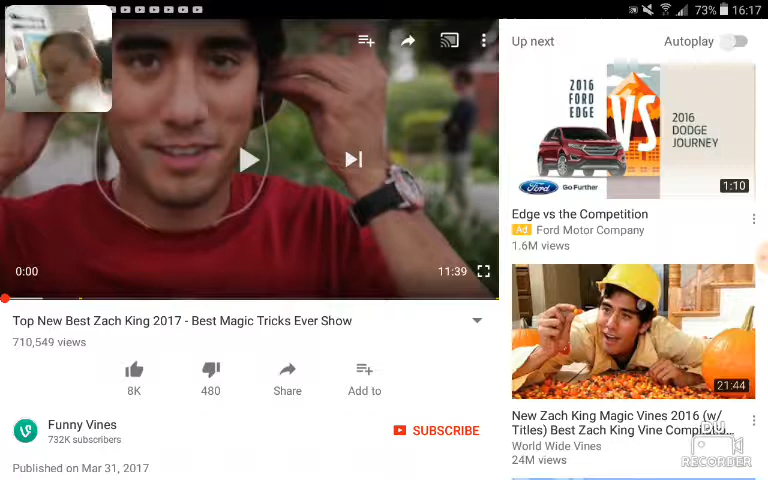 73% 16:17
0:00
11:39
Top New Best Zach King 2017 - Best Magic Tricks Ever Show
710,549 views
8K
480
Share
Add to
Funny Vines
732K subscribers
SUBSCRIBE
Published on Mar 31, 2017
Up next
Autoplay
2016
FORD
EDGE
VS
2016
DODGE
JOURNEY
Ford Go Further
1:10
Edge vs the Competition
Ad Ford Motor Company
1.6M views
21:44
New Zach King Magic Vines 2016 (w/
Titles) Best Zach King Vine
World Wide Vines
24M views
DU
RECORDER